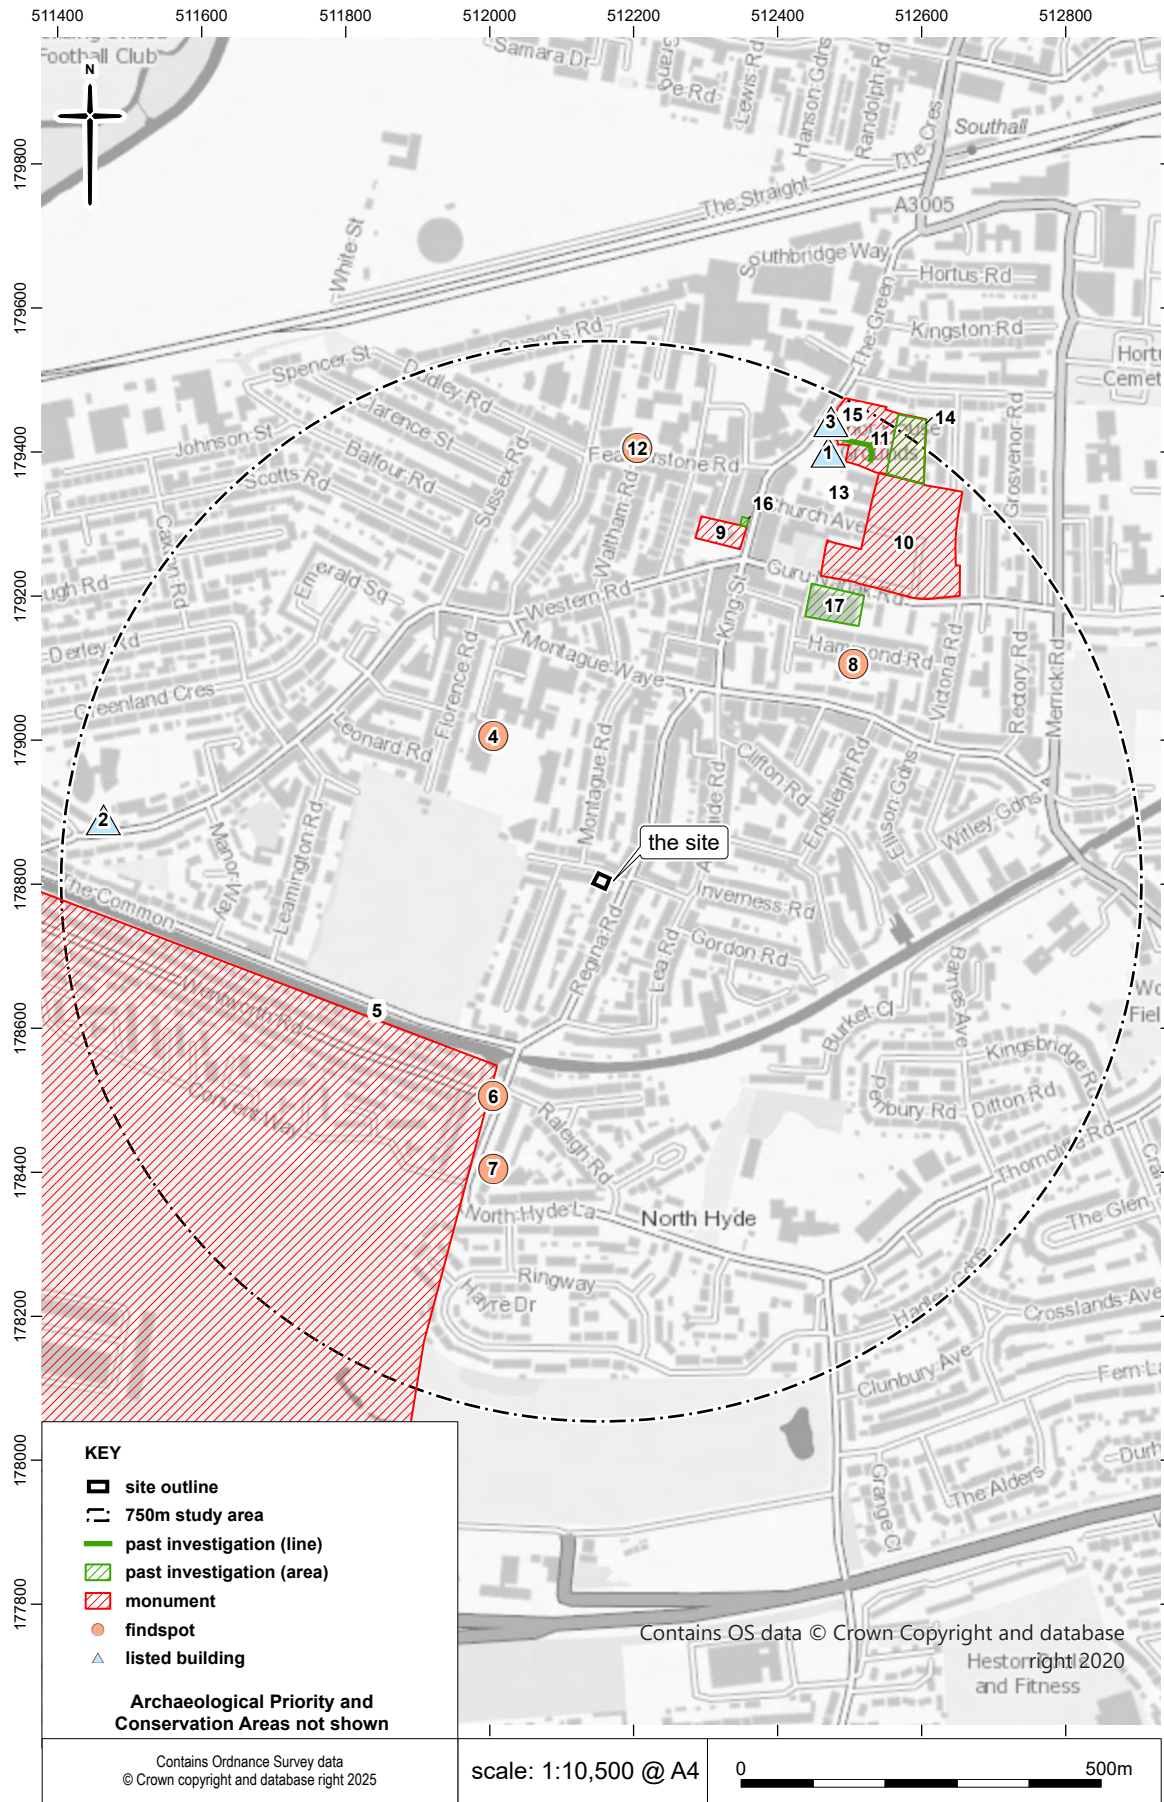 511400 511600 511800 512000 512200 512400 512600 512800
179800
179600
179400
179200
179000
178800
178600
178400
178200
178000
177800
Football Club
N
Samara Dr
Lewis Rd
Hanson Gdns
Randolph Rd
The Cres
Southall
The Straight
A3005
White St
Southbridge Way
Hortus Rd
The Green
Kingston Rd
Queen's Rd
Spencer St
Dudley Rd
Clarence St
Johnson St
Balfour Rd
Scotts Rd
Sussex Rd
Grosvenor Rd
3
15
14
11
1
12
13
16
9
10
Church Ave
Waltham Rd
Emerald Sq
Western Rd
King St
17
Hammond Rd
8
Derley Rd
Florence Rd
Montague Waye
Victoria Rd
Rectory Rd
Merrick Rd
Greenland Cres
Leonard Rd
4
Montague Rd
Clifton Rd
Endsleigh Rd
Ellison Gdns
Witley Gdns
2
Manor Way
Leamington Rd
the site
Inverness Rd
The Common
Regina Rd
Lea Rd
Gordon Rd
5
Wentworth Rd
Burket Cl
Barnes Ave
Kingsbridge Rd
6
Convent Way
Raleigh Rd
Penbury Rd
Ditton Rd
7
Thorncliffe Rd
North Hyde La
North Hyde
The Glen
Ringway
Hayre Dr
Crosslands Ave
Clunbury Ave
Grange Cl
The Alders
KEY
site outline
750m study area
past investigation (line)
past investigation (area)
monument
findspot
listed building
Archaeological Priority and
Conservation Areas not shown
Contains OS data © Crown Copyright and database
right 2020
and Fitness
Contains Ordnance Survey data
© Crown copyright and database right 2025
scale: 1:10,500 @ A4
0 500m